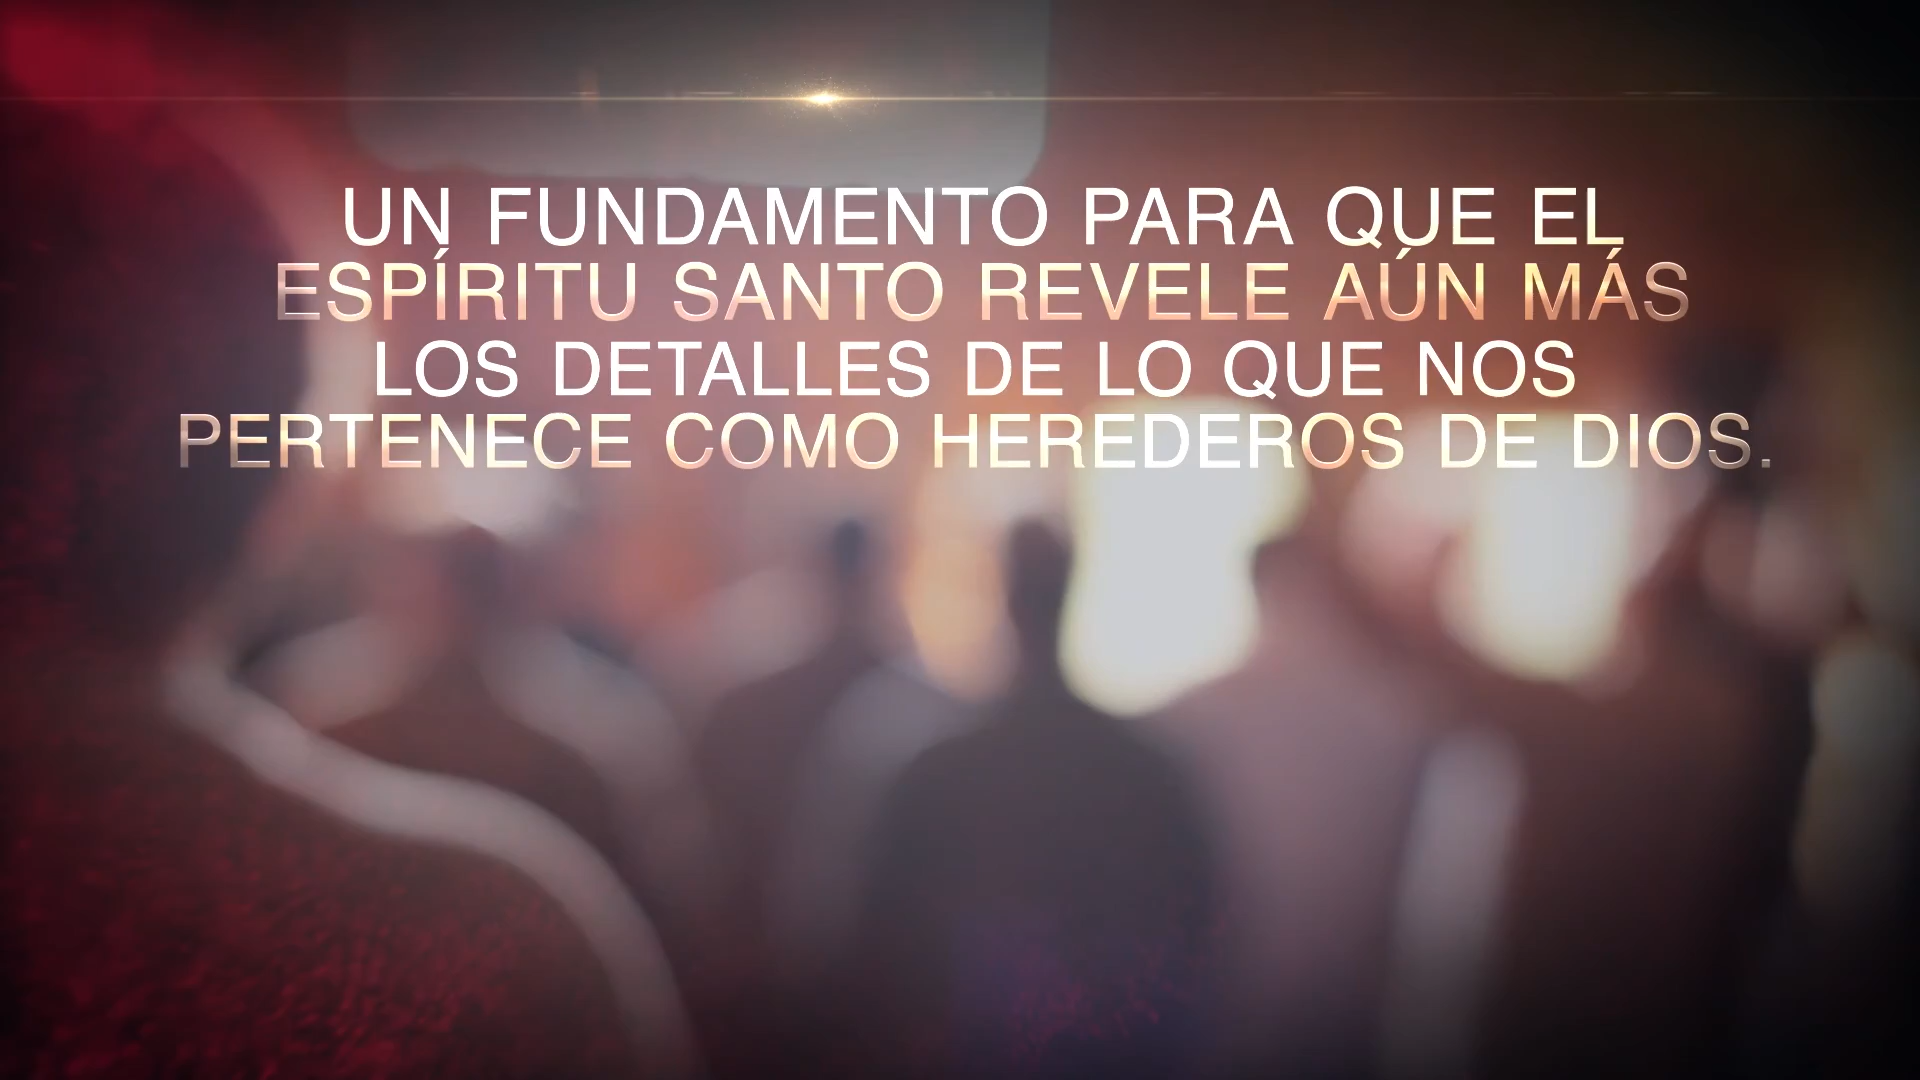 UN FUNDAMENTO PARA QUE EL
ESPÍRITU SANTO REVELE AÚN MÁS
LOS DETALLES DE LO QUE NOS
PERTENECE COMO HEREDEROS DE DIOS.